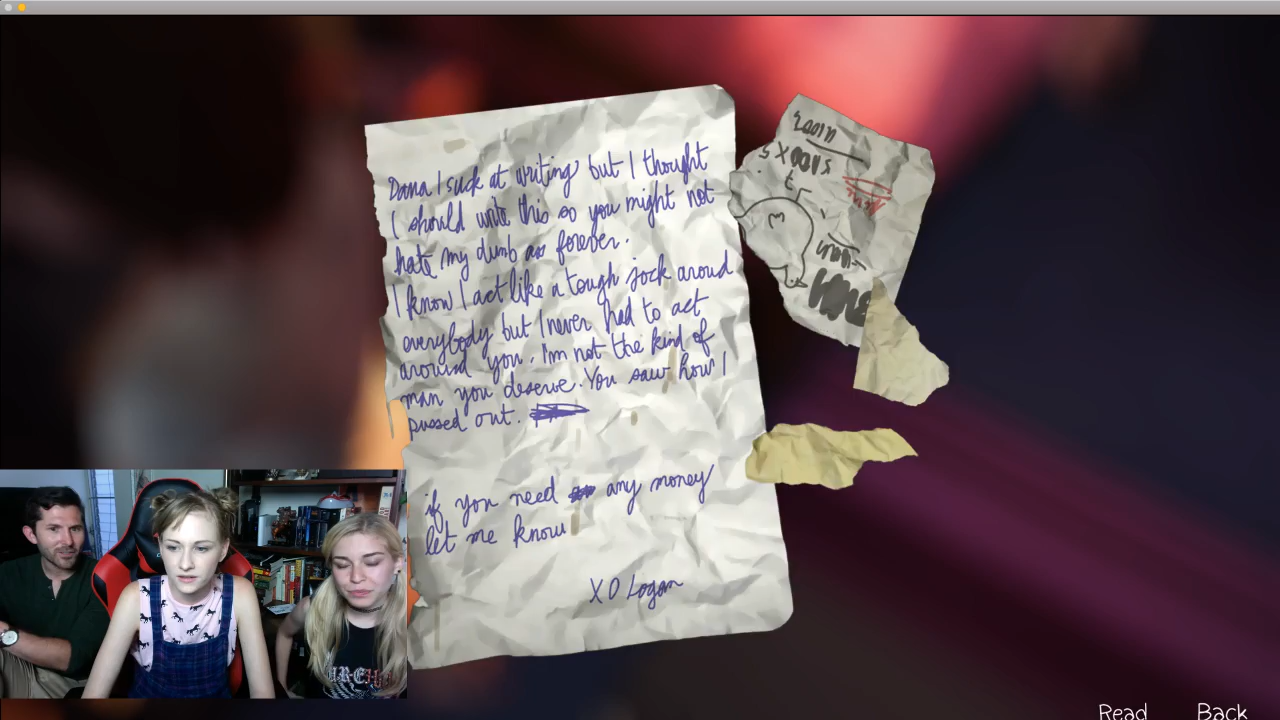 Dana I suck at writing but I thought
I should write this so you might not
hate my dumb ass forever.
I know I act like a tough jock around
everybody but I never had to act
around you. I'm not the kind of
man you deserve. You saw how I
pussed out.
if you need any money
let me know
XO Logan
Read
Back